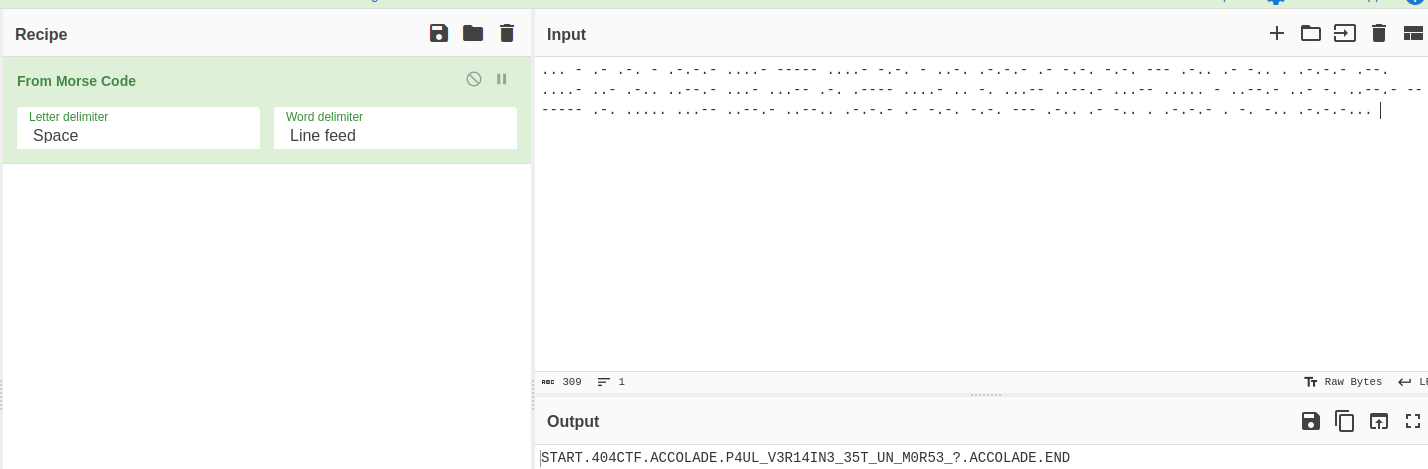 Recipe
Input
From Morse Code
Letter delimiter
Space
Word delimiter
Line feed
... - .- .-. - .-.-.- ....- ----- ....- -.-. - ..-. .-.-.- .- -.-. -.-. --- .-.. .- -.. . .-.-.- .--.
....- ..- .-.. ..--.- ...- ...-- .-. .---- ....- .. -. ...-- ..--.- ...-- ..... - ..--.- ..- -. ..--.- --
----- .-. ..... ...-- ..--.- ..--.. .-.-.- .- -.-. -.-. --- .-.. .- -.. . .-.-.- . -. -.. .-.-.-...
ABC 309 1
Raw Bytes
Output
START.404CTF.ACCOLADE.P4UL_V3R14IN3_35T_UN_M0R53_?.ACCOLADE.END